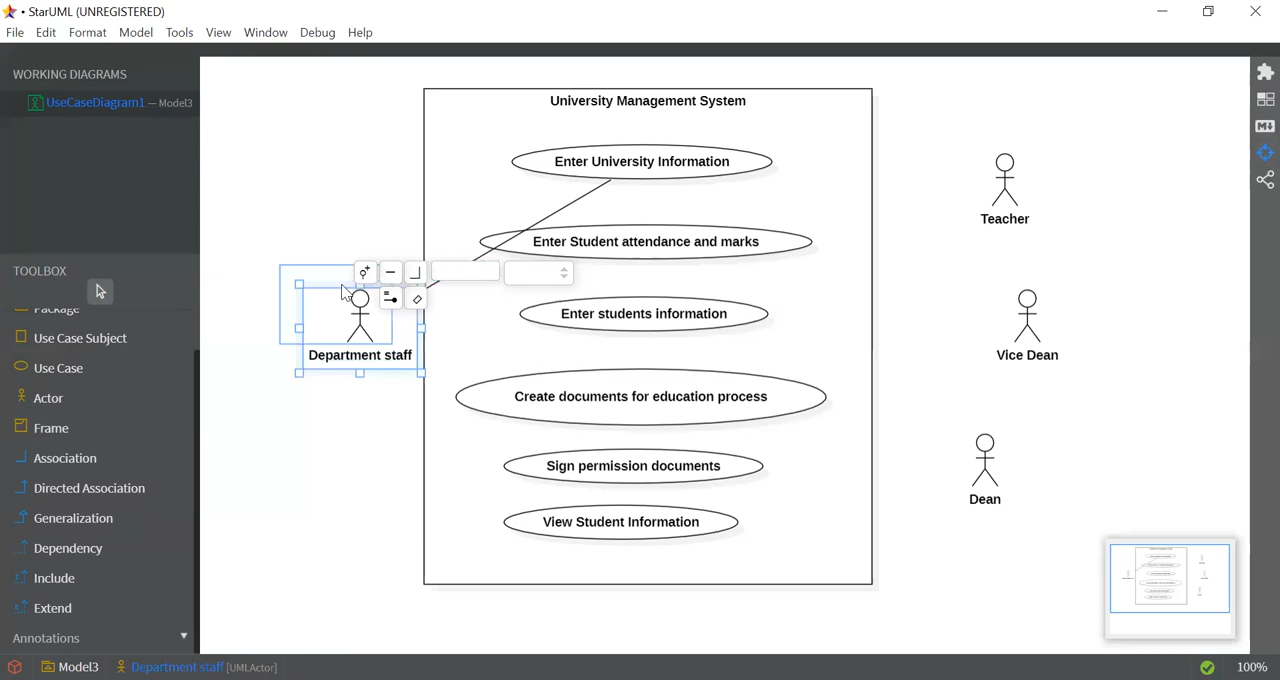 • StarUML (UNREGISTERED)
File Edit Format Model Tools View Window Debug Help
WORKING DIAGRAMS
UseCaseDiagram1 — Model3
TOOLBOX
Package
Use Case Subject
Use Case
Actor
Frame
Association
Directed Association
Generalization
Dependency
Include
Extend
Annotations
University Management System
Enter University Information
Enter Student attendance and marks
Enter students information
Create documents for education process
Sign permission documents
View Student Information
Department staff
Teacher
Vice Dean
Dean
M
Model3 Department staff [UMLActor]
100%